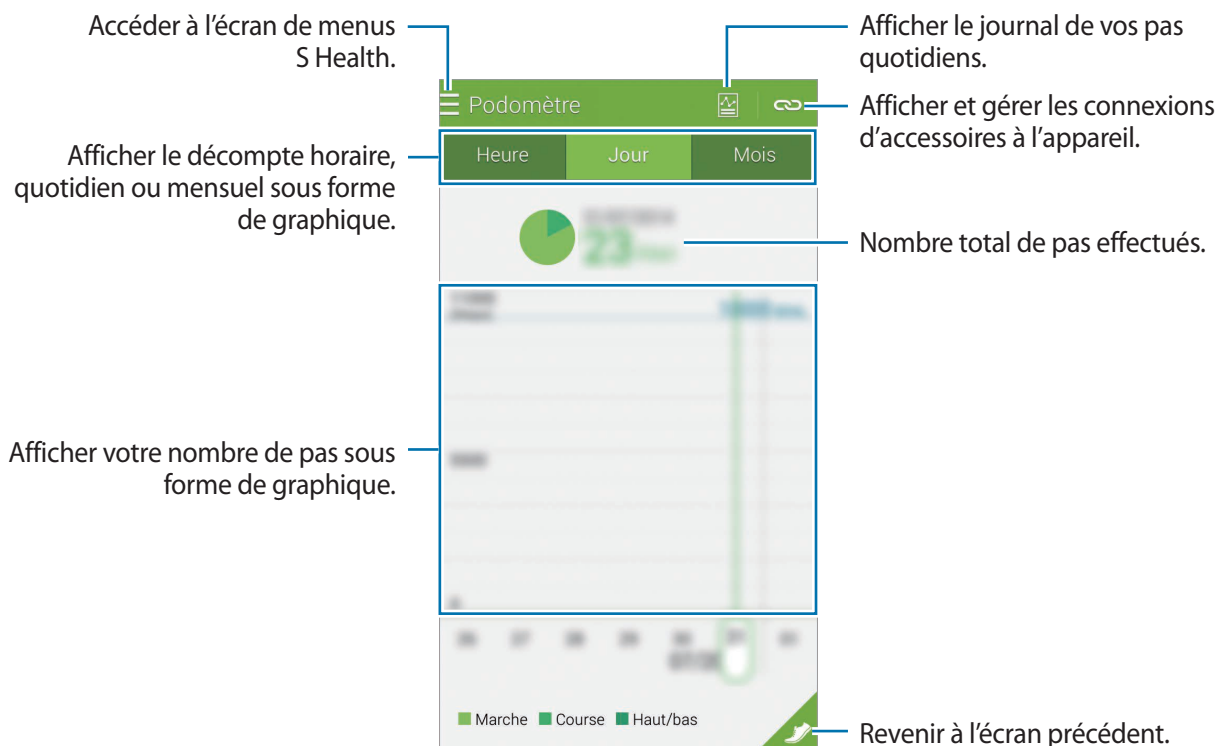 Accéder à l'écran de menus
S Health.
Afficher le journal de vos pas
quotidiens.
Podomètre
Afficher et gérer les connexions
d'accessoires à l'appareil.
Heure Jour Mois
Afficher le décompte horaire,
quotidien ou mensuel sous forme
de graphique.
23
Nombre total de pas effectués.
Afficher votre nombre de pas sous
forme de graphique.
Marche Course Haut/bas
Revenir à l'écran précédent.